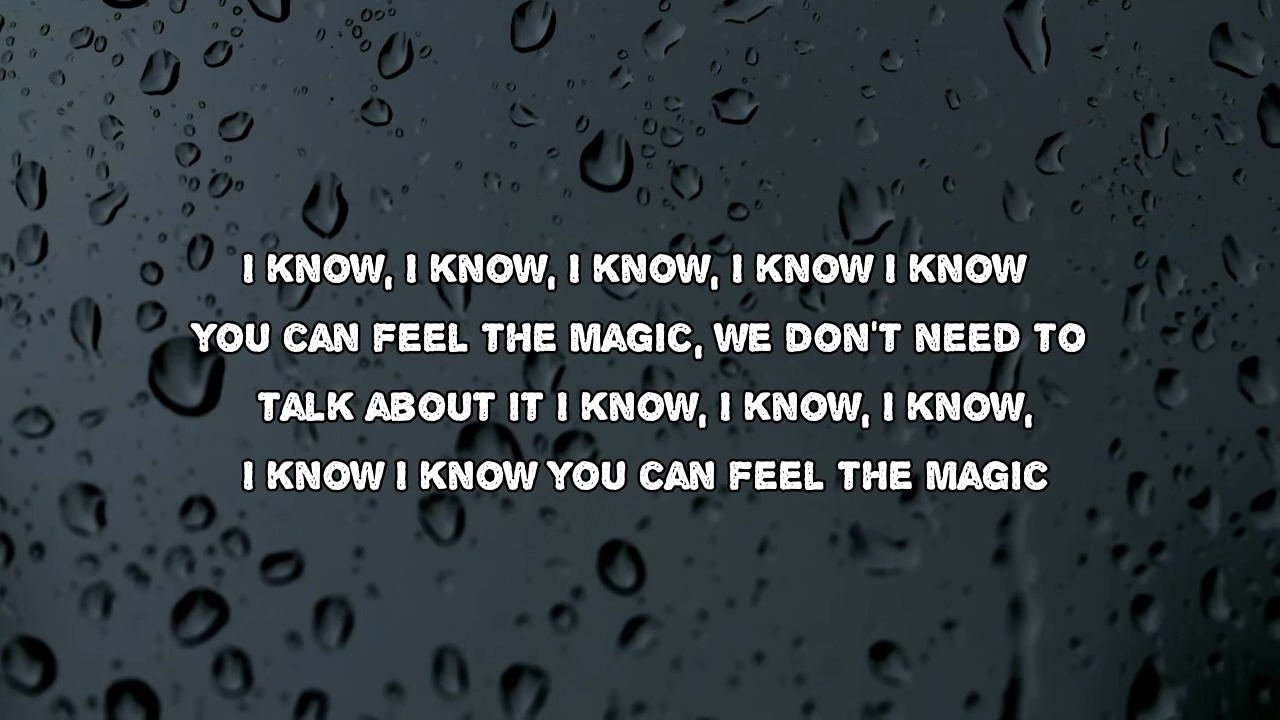 I KNOW, I KNOW, I KNOW, I KNOW I KNOW
YOU CAN FEEL THE MAGIC, WE DON'T NEED TO
TALK ABOUT IT I KNOW, I KNOW, I KNOW,
I KNOW I KNOW YOU CAN FEEL THE MAGIC